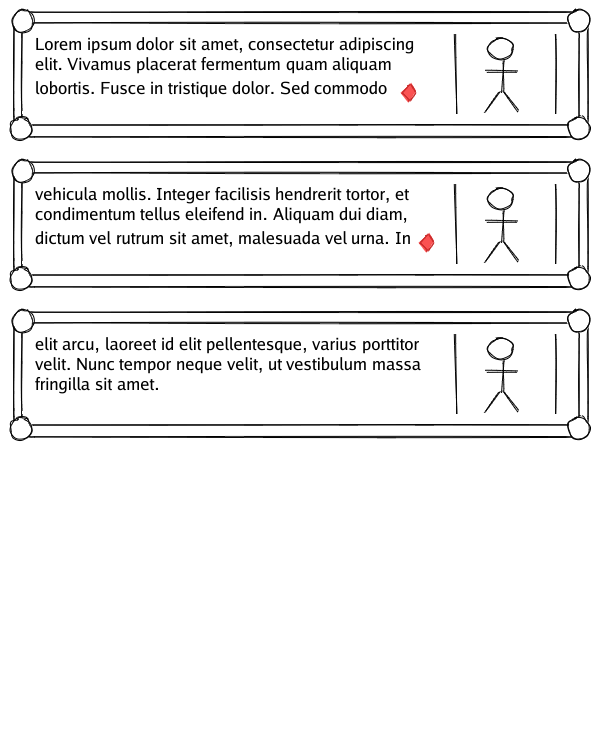 Lorem ipsum dolor sit amet, consectetur adipiscing
elit. Vivamus placerat fermentum quam aliquam
lobortis. Fusce in tristique dolor. Sed commodo
vehicula mollis. Integer facilisis hendrerit tortor, et
condimentum tellus eleifend in. Aliquam dui diam,
dictum vel rutrum sit amet, malesuada vel urna. In
elit arcu, laoreet id elit pellentesque, varius porttitor
velit. Nunc tempor neque velit, ut vestibulum massa
fringilla sit amet.